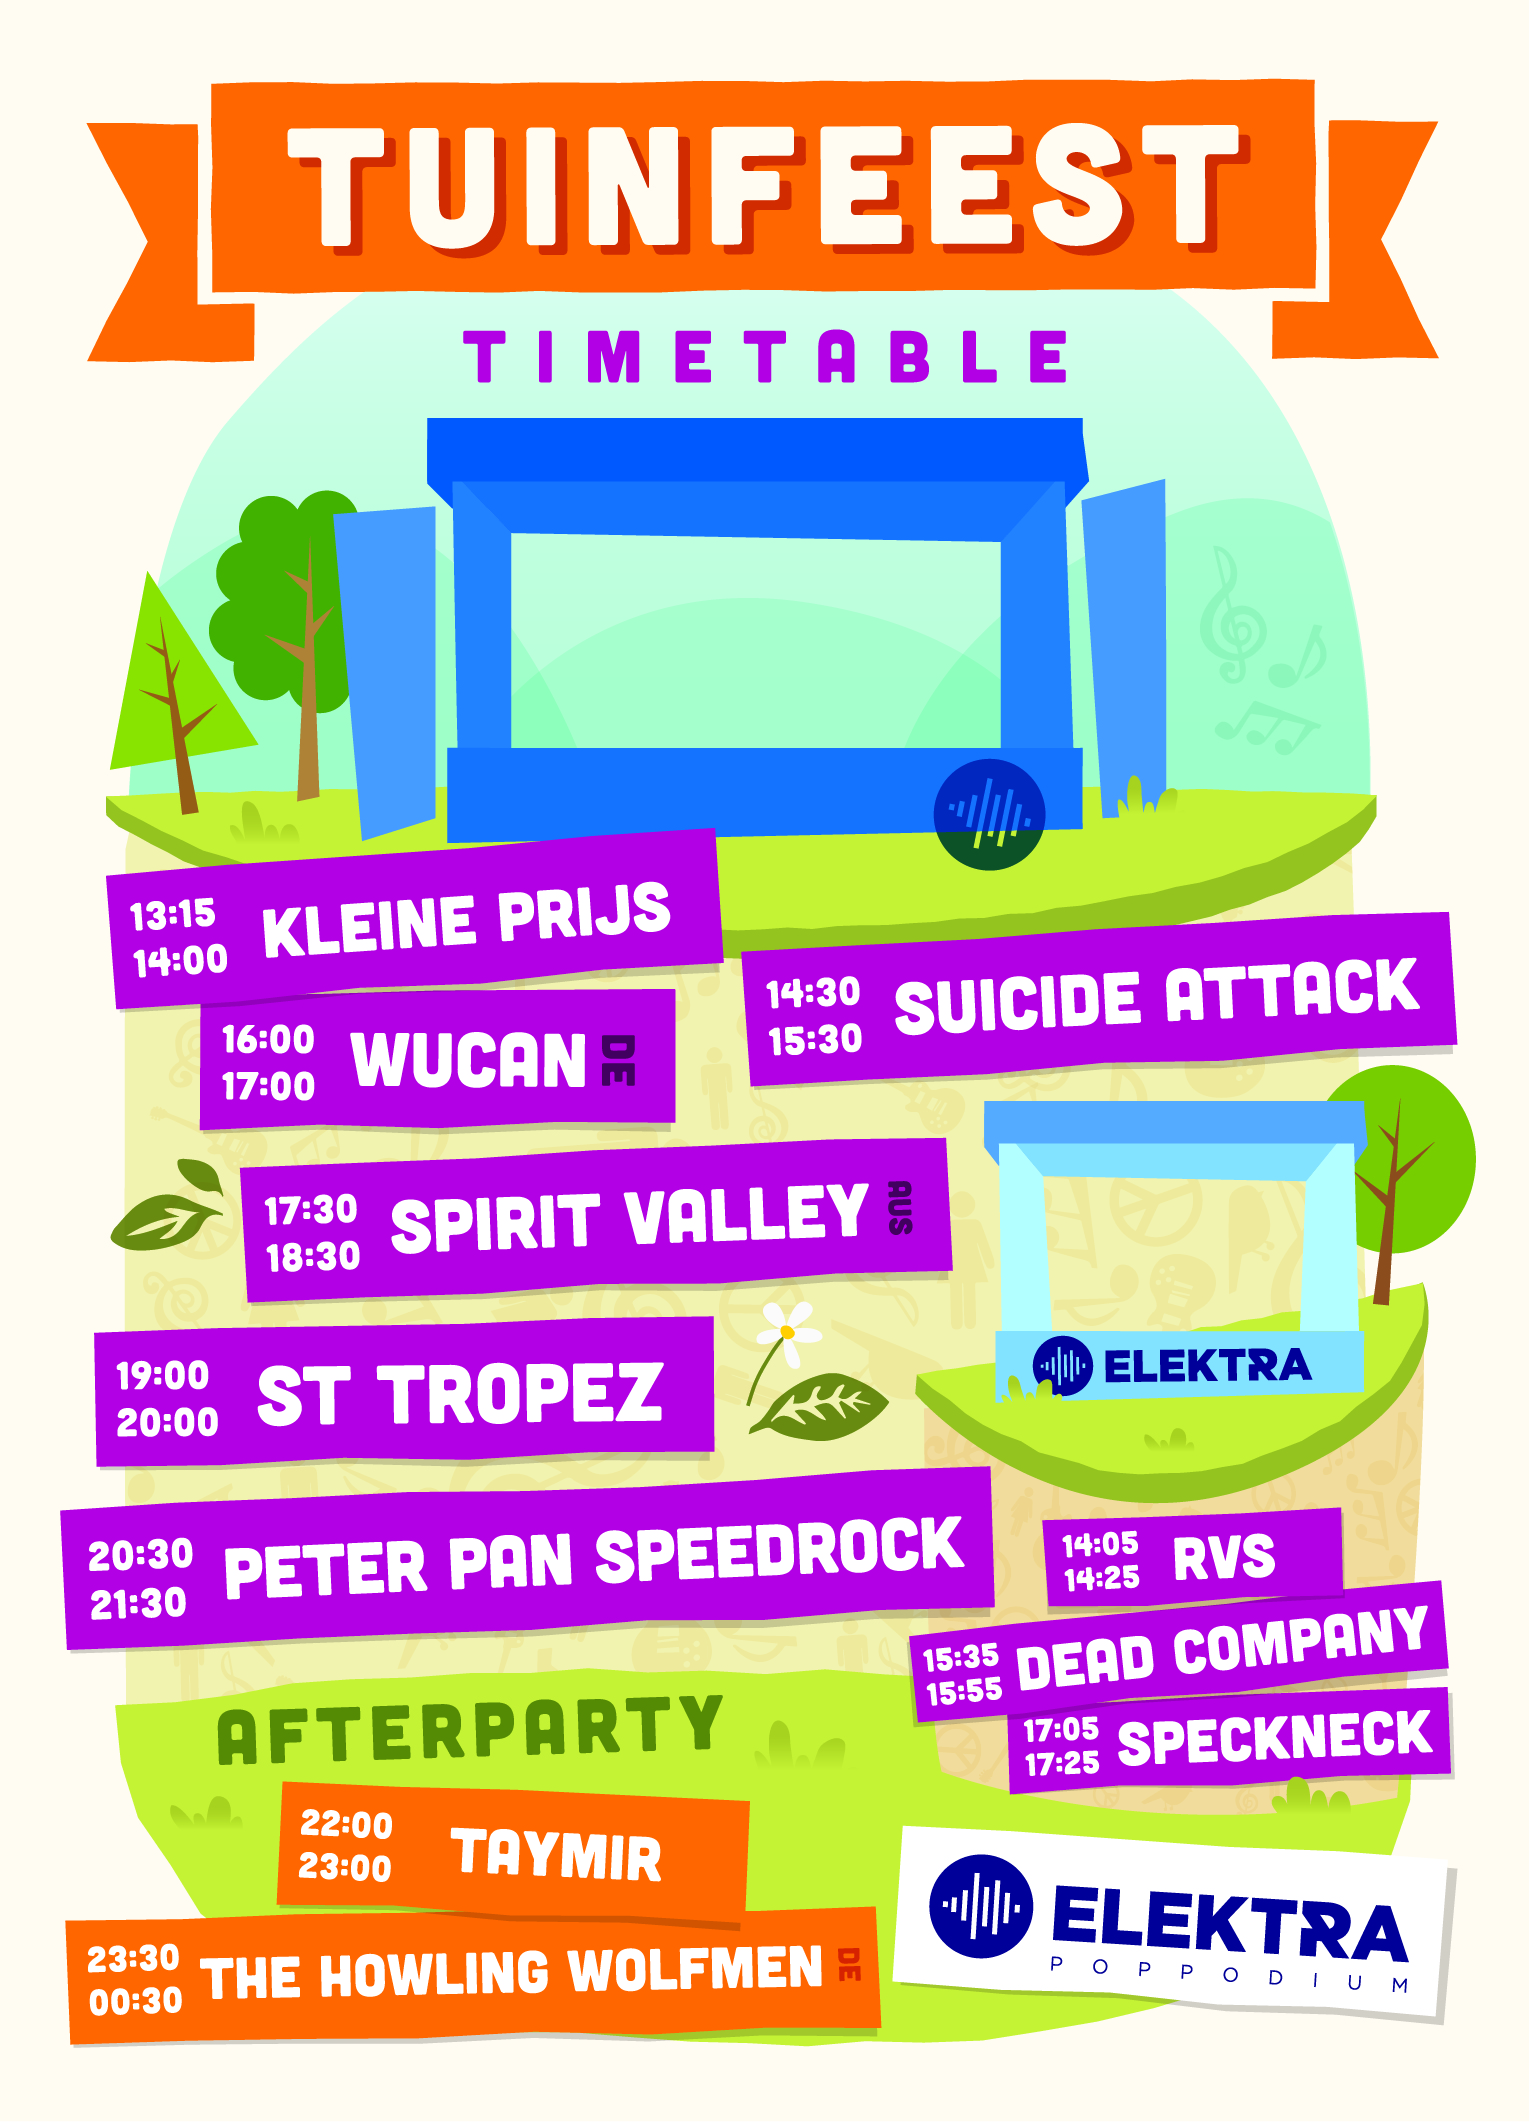 TUINFEEST
TIMETABLE
13:15
14:00
KLEINE PRIJS
14:30
15:30
SUICIDE ATTACK
16:00
17:00
WUCAN DE
17:30
18:30
SPIRIT VALLEY AUS
19:00
20:00
ST TROPEZ
20:30
21:30
PETER PAN SPEEDROCK
ELEKTRA
14:05
14:25
RVS
15:35
15:55
DEAD COMPANY
17:05
17:25
SPECKNECK
AFTERPARTY
22:00
23:00
TAYMIR
23:30
00:30
THE HOWLING WOLFMEN DE
ELEKTRA
POPPODIUM